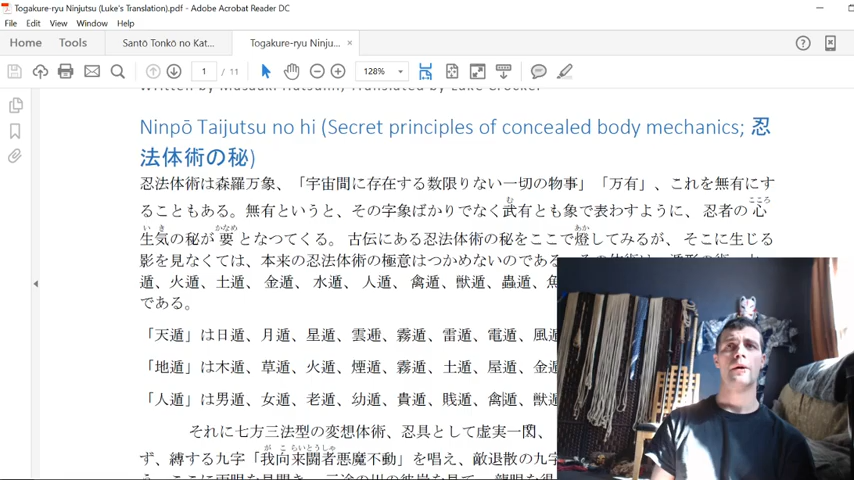 Togakure-ryu Ninjutsu (Luke's Translation).pdf - Adobe Acrobat Reader DC
File Edit View Window Help
Home Tools Santō Tonkō no Kat... Togakure-ryu Ninju... ×
1 / 11 128%
Written by Masaaki Hatsumi, Translated by Luke Crocker
Ninpō Taijutsu no hi (Secret principles of concealed body mechanics; 忍
法体術の秘)
忍法体術は森羅万象、「宇宙間に存在する数限りない一切の物事」「万有」、これを無有にす
ることもある。無有というと、その字象ばかりでなく武有とも象で表わすように、忍者の心
生気の秘が要となつてくる。古伝にある忍法体術の秘をここで燈してみるが、そこに生じる
影を見なくては、本来の忍法体術の極意はつかめないのである。
遁、火遁、土遁、金遁、水遁、人遁、禽遁、獣遁、蟲遁、魚
である。
「天遁」は日遁、月遁、星遁、雲遁、霧遁、雷遁、電遁、風遁
「地遁」は木遁、草遁、火遁、煙遁、霧遁、土遁、屋遁、金遁
「人遁」は男遁、女遁、老遁、幼遁、貴遁、賎遁、禽遁、獣遁
それに七方三法型の変想体術、忍具として虚実一図、
ず、縛する九字「我向来闘者悪魔不動」を唱え、敵退散の九字